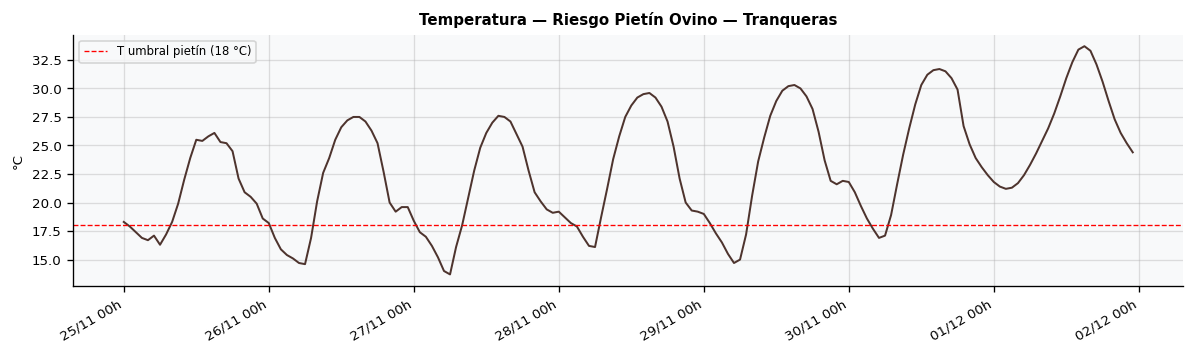 Temperatura — Riesgo Pietín Ovino — Tranqueras
T umbral pietín (18 °C)
°C
32.5
30.0
27.5
25.0
22.5
20.0
17.5
15.0
25/11 00h
26/11 00h
27/11 00h
28/11 00h
29/11 00h
30/11 00h
01/12 00h
02/12 00h